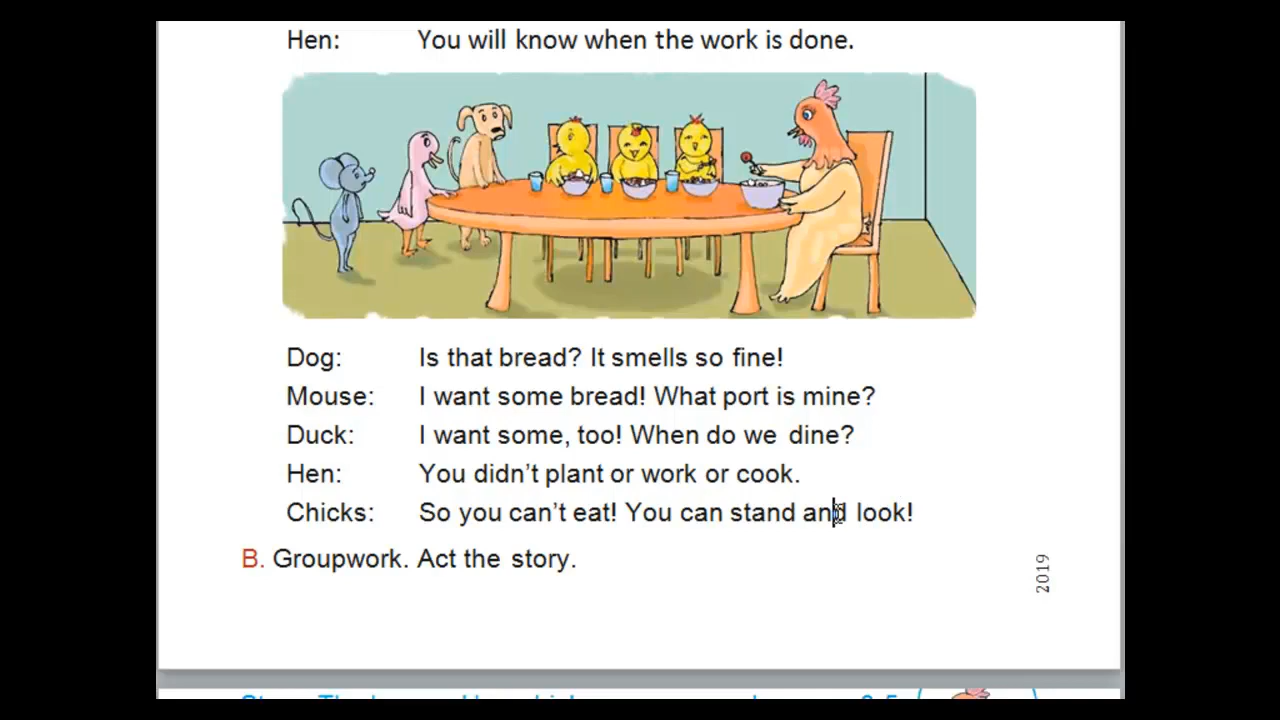 Hen: You will know when the work is done.
Dog: Is that bread? It smells so fine!
Mouse: I want some bread! What port is mine?
Duck: I want some, too! When do we dine?
Hen: You didn't plant or work or cook.
Chicks: So you can't eat! You can stand and look!
B. Groupwork. Act the story.
2019